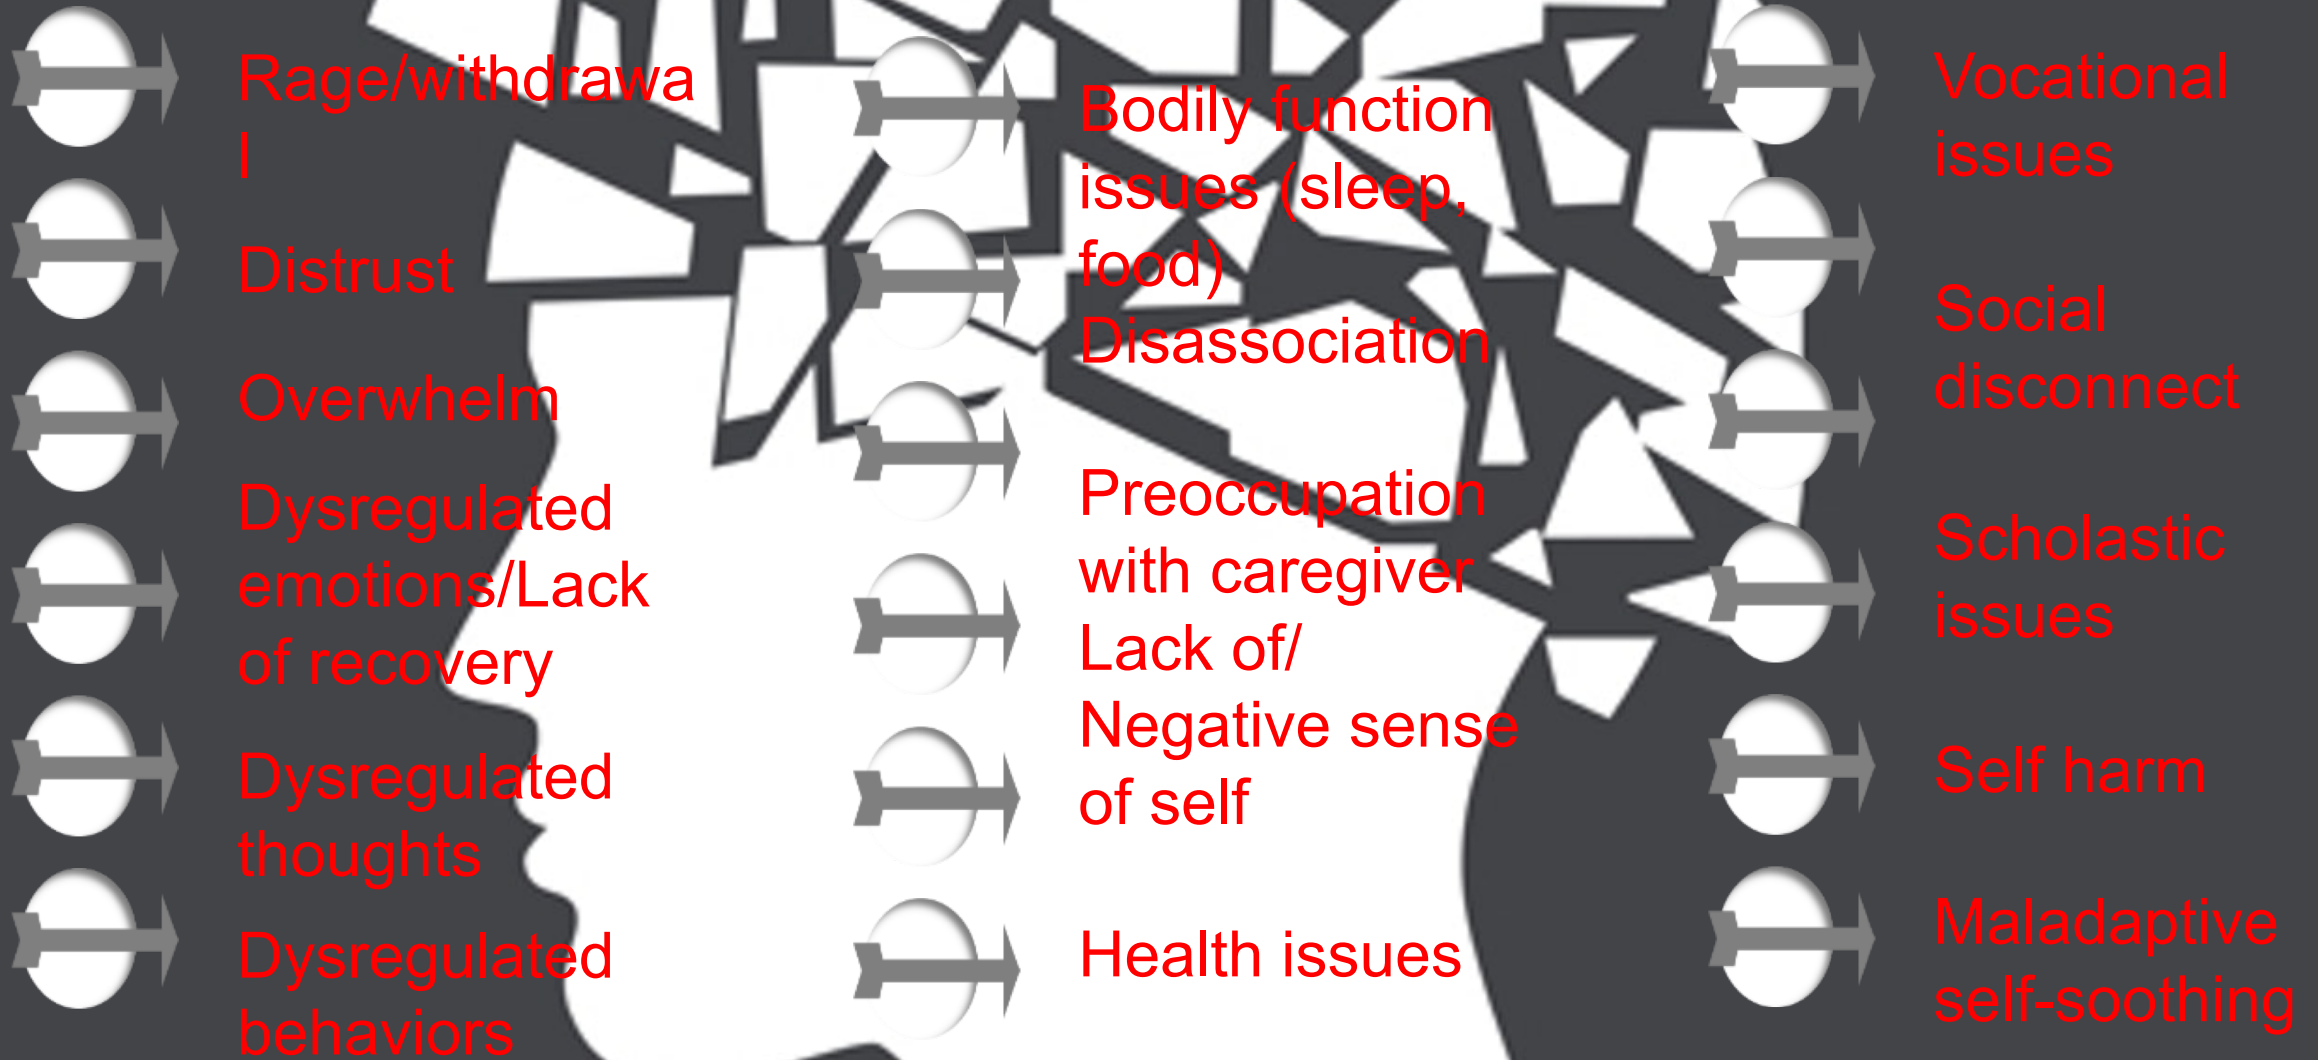 Rage/withdrawa
l
Distrust
Overwhelm
Dysregulated
emotions/Lack
of recovery
Dysregulated
thoughts
Dysregulated
behaviors
Bodily function
issues (sleep,
food)
Disassociation
Preoccupation
with caregiver
Lack of/
Negative sense
of self
Health issues
Vocational
issues
Social
disconnect
Scholastic
issues
Self harm
Maladaptive
self-soothing